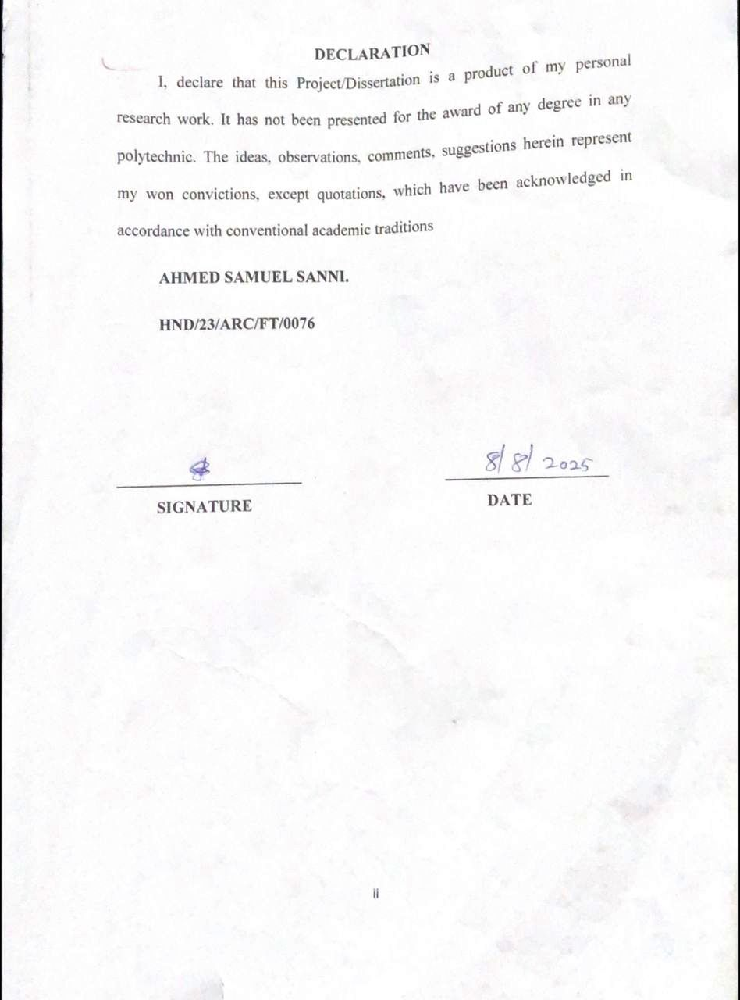 DECLARATION
I, declare that this Project/Dissertation is a product of my personal
research work. It has not been presented for the award of any degree in any
polytechnic. The ideas, observations, comments, suggestions herein represent
my won convictions, except quotations, which have been acknowledged in
accordance with conventional academic traditions
AHMED SAMUEL SANNI.
HND/23/ARC/FT/0076
8/8/2025
SIGNATURE
DATE
ii